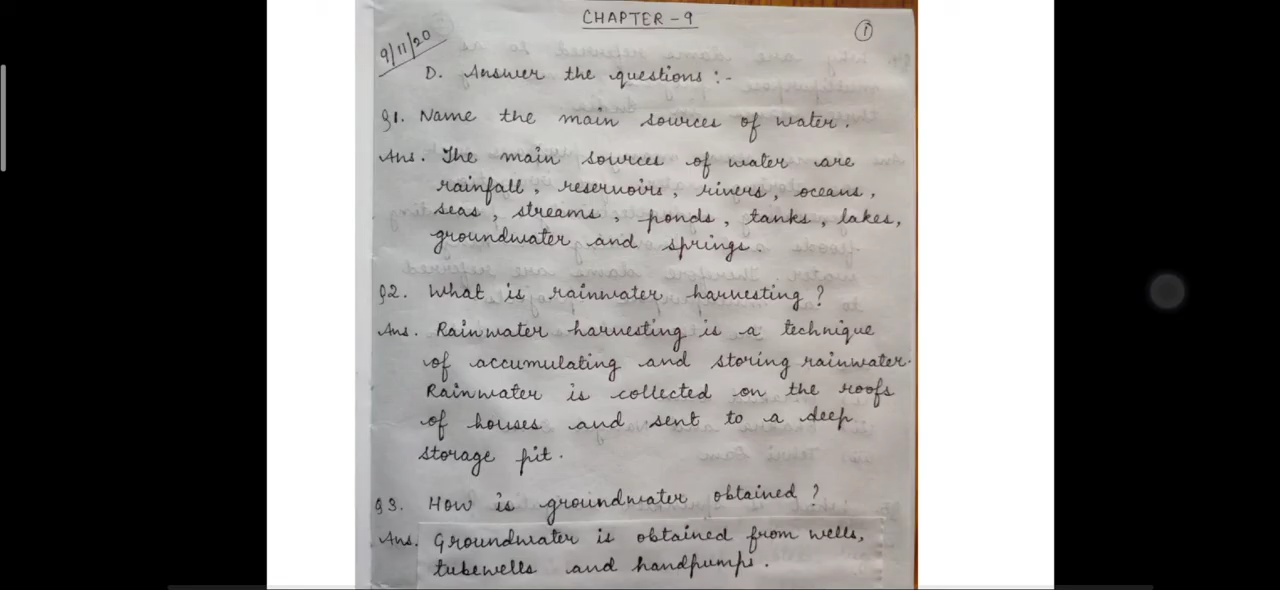 CHAPTER - 9
1
9/11/20
D. Answer the questions :-
Q1. Name the main sources of water.
Ans. The main sources of water are
rainfall, reservoirs, rivers, oceans,
seas, streams, ponds, tanks, lakes,
groundwater and springs.
Q2. What is rainwater harvesting?
Ans. Rainwater harvesting is a technique
of accumulating and storing rainwater.
Rainwater is collected on the roofs
of houses and sent to a deep
storage pit.
Q3. How is groundwater obtained?
Ans. Groundwater is obtained from wells,
tubewells and handpumps.